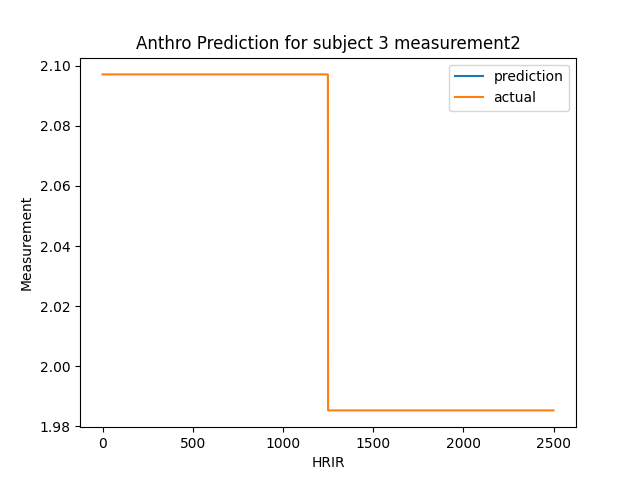 Anthro Prediction for subject 3 measurement2
2.10
2.08
2.06
2.04
2.02
2.00
1.98
Measurement
prediction
actual
0 500 1000 1500 2000 2500
HRIR